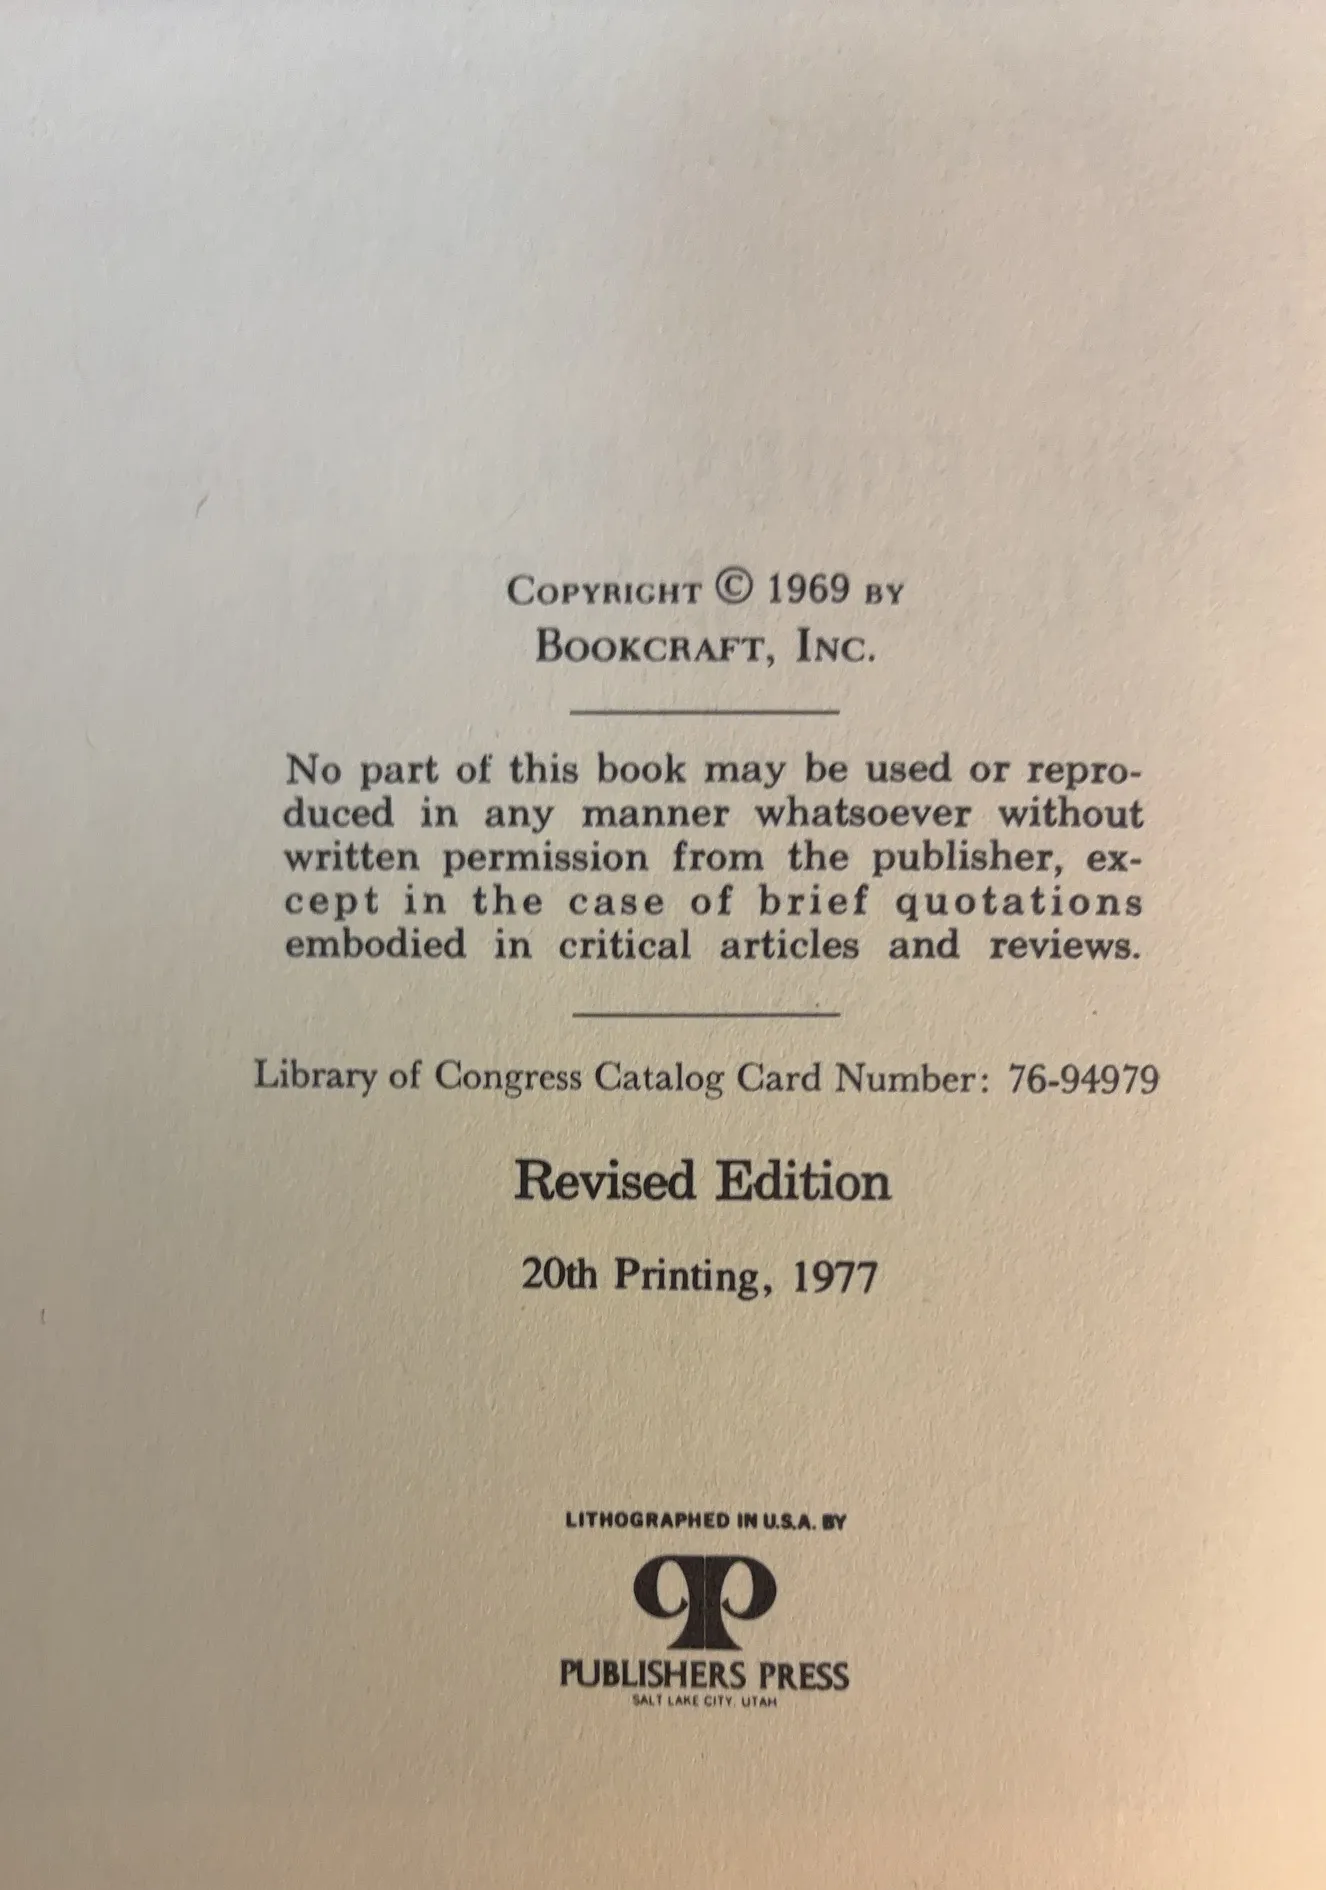 COPYRIGHT © 1969 BY
BOOKCRAFT, INC.
No part of this book may be used or repro-
duced in any manner whatsoever without
written permission from the publisher, ex-
cept in the case of brief quotations
embodied in critical articles and reviews.
Library of Congress Catalog Card Number: 76-94979
Revised Edition
20th Printing, 1977
LITHOGRAPHED IN U.S.A. BY
PUBLISHERS PRESS
SALT LAKE CITY, UTAH